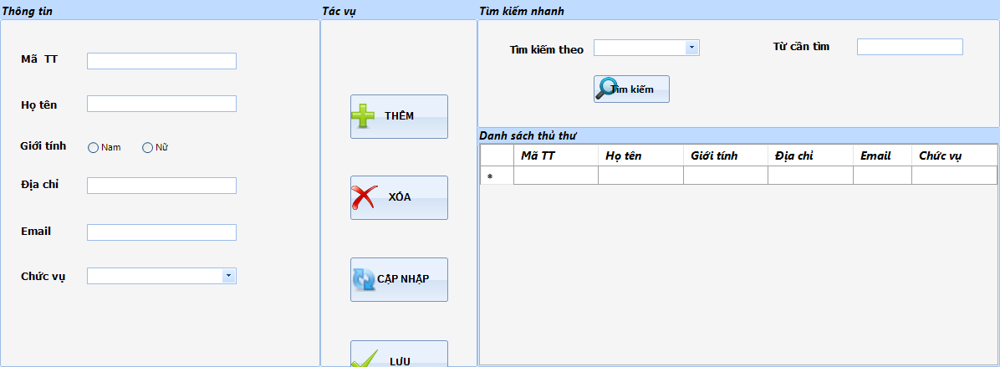 Thông tin
Mã TT
Họ tên
Giới tính
Nam
Nữ
Địa chỉ
Email
Chức vụ
Tác vụ
THÊM
XÓA
CẬP NHẬP
LƯU
Tìm kiếm nhanh
Tìm kiếm theo
Từ cần tìm
Tìm kiếm
Danh sách thủ thư
Mã TT Họ tên Giới tính Địa chỉ Email Chức vụ